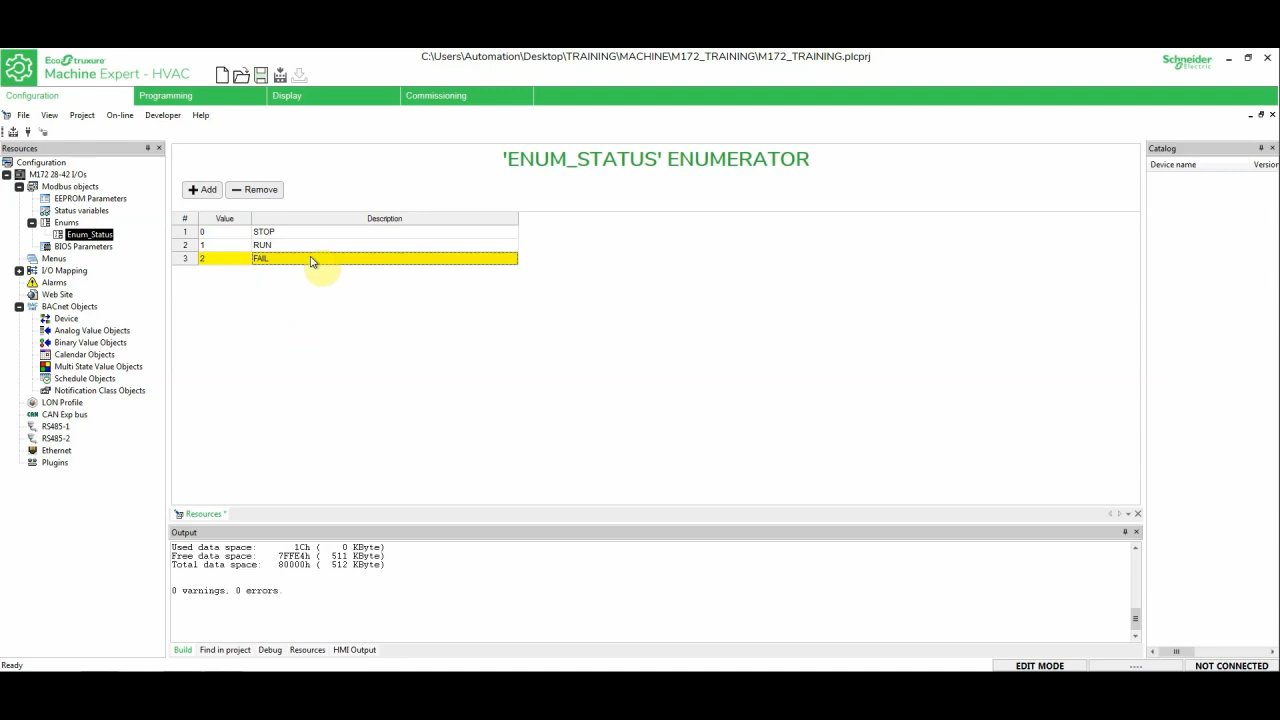 C:\Users\Automation\Desktop\TRAINING\MACHINE\M172_TRAINING\M172_TRAINING.plcprj
EcoStruxure
Machine Expert - HVAC
Schneider
Electric
Configuration Programming Display Commissioning
File View Project On-line Developer Help
Resources
Configuration
M172 28-42 I/Os
Modbus objects
EEPROM Parameters
Status variables
Enums
Enum_Status
BIOS Parameters
Menus
I/O Mapping
Alarms
Web Site
BACnet Objects
Device
Analog Value Objects
Binary Value Objects
Calendar Objects
Multi State Value Objects
Schedule Objects
Notification Class Objects
LON Profile
CAN CAN Exp bus
RS485-1
RS485-2
Ethernet
Plugins
'ENUM_STATUS' ENUMERATOR
Add Remove
# Value Description
1 0 STOP
2 1 RUN
3 2 FAIL
Resources *
Output
Used data space: 1Ch ( 0 KByte)
Free data space: 7FFE4h ( 511 KByte)
Total data space: 80000h ( 512 KByte)
0 warnings, 0 errors.
Build Find in project Debug Resources HMI Output
Catalog
Device name Version
Ready EDIT MODE ---- NOT CONNECTED